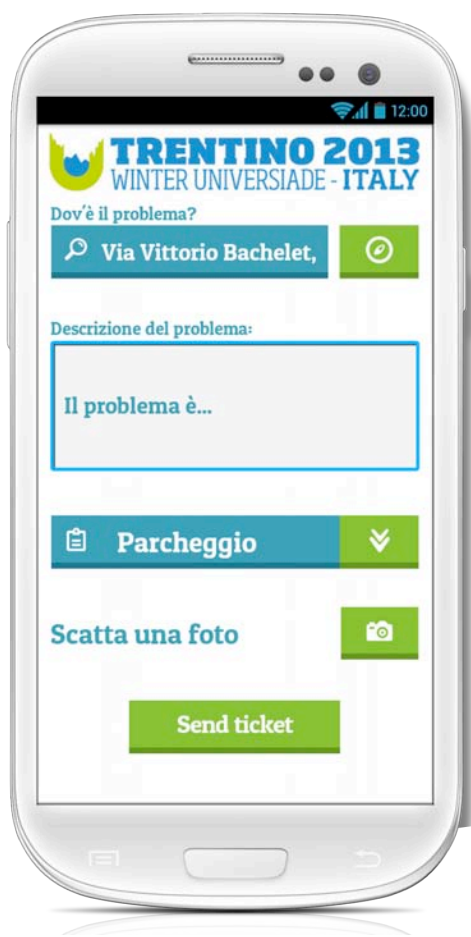 12:00
TRENTINO 2013
WINTER UNIVERSIADE - ITALY
Dov'è il problema?
Via Vittorio Bachelet,
Descrizione del problema:
Il problema è...
Parcheggio
Scatta una foto
Send ticket